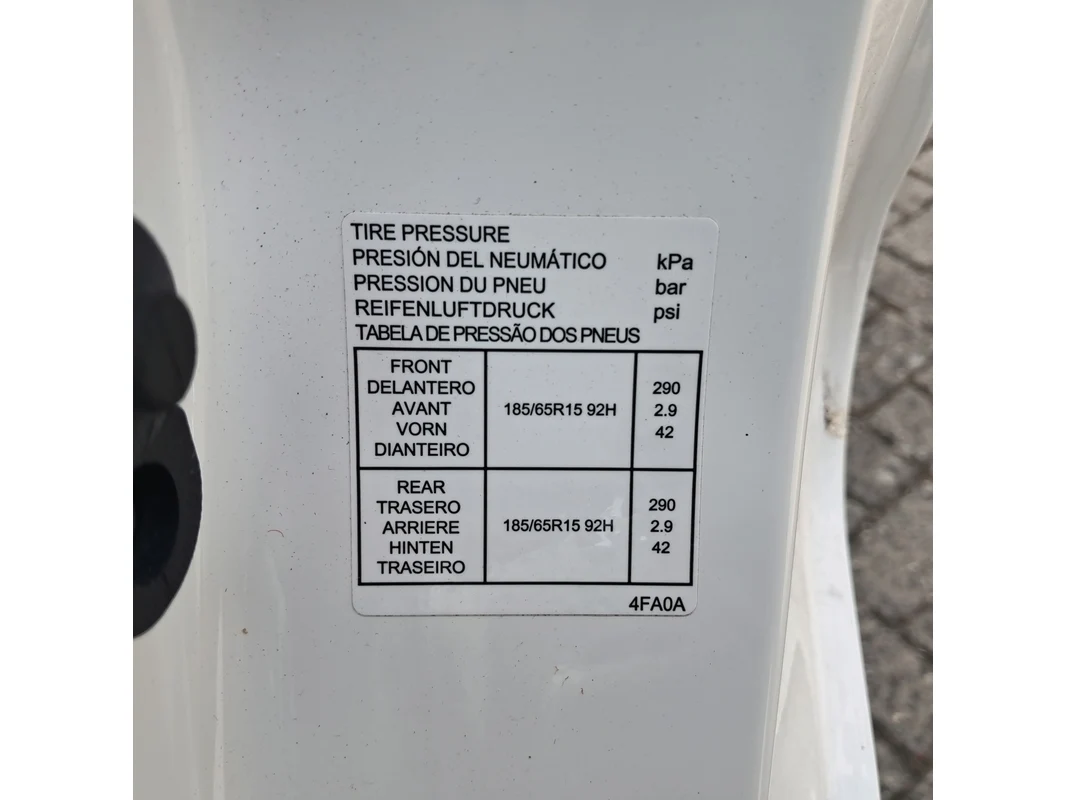 TIRE PRESSURE
PRESIÓN DEL NEUMÁTICO kPa
PRESSION DU PNEU bar
REIFENLUFTDRUCK psi
TABELA DE PRESSÃO DOS PNEUS
FRONT
DELANTERO 290
AVANT 185/65R15 92H 2.9
VORN 42
DIANTEIRO
REAR
TRASERO 290
ARRIERE 185/65R15 92H 2.9
HINTEN 42
TRASEIRO
4FA0A